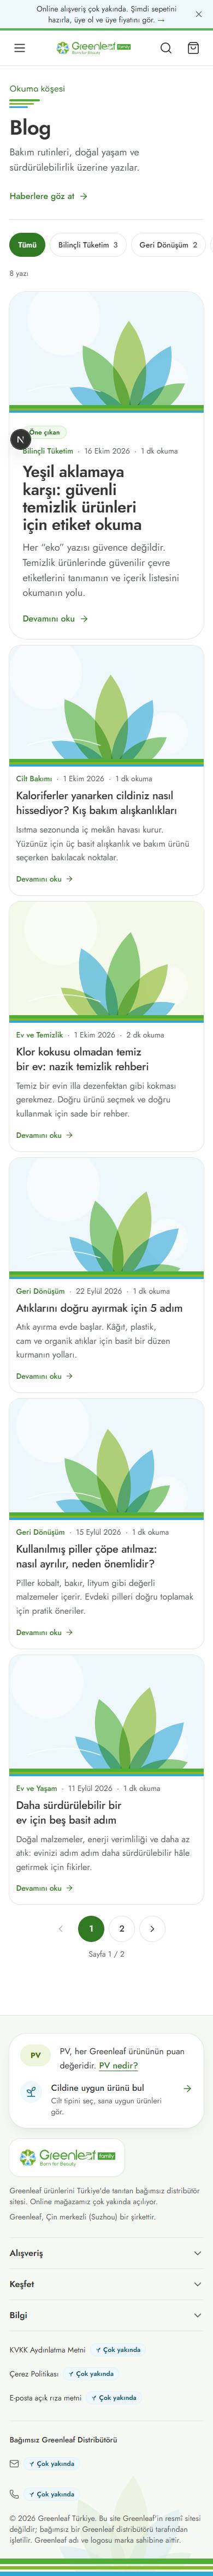 Online alışveriş çok yakında. Şimdi sepetini
hazırla, üye ol ve üye fiyatını gör. →
Greenleaf family
Born for Beauty
Okuma köşesi
Blog
Bakım rutinleri, doğal yaşam ve
sürdürülebilirlik üzerine yazılar.
Haberlere göz at →
Tümü
Bilinçli Tüketim 3
Geri Dönüşüm 2
8 yazı
Öne çıkan
N
Bilinçli Tüketim · 16 Ekim 2026 · 1 dk okuma
Yeşil aklamaya
karşı: güvenli
temizlik ürünleri
için etiket okuma
Her “eko” yazısı güvence değildir.
Temizlik ürünlerinde güvenilir çevre
etiketlerini tanımanın ve içerik listesini
okumanın yolu.
Devamını oku →
Cilt Bakımı · 1 Ekim 2026 · 1 dk okuma
Kaloriferler yanarken cildiniz nasıl
hissediyor? Kış bakım alışkanlıkları
Isıtma sezonunda iç mekân havası kurur.
Yüzünüz için üç basit alışkanlık ve bakım ürünü
seçerken bakılacak noktalar.
Devamını oku →
Ev ve Temizlik · 1 Ekim 2026 · 2 dk okuma
Klor kokusu olmadan temiz
bir ev: nazik temizlik rehberi
Temiz bir evin illa dezenfektan gibi kokması
gerekmez. Doğru ürünü seçmek ve doğru
kullanmak için sade bir rehber.
Devamını oku →
Geri Dönüşüm · 22 Eylül 2026 · 1 dk okuma
Atıklarını doğru ayırmak için 5 adım
Atık ayırma evde başlar. Kâğıt, plastik,
cam ve organik atıklar için basit bir düzen
kurmanın yolları.
Devamını oku →
Geri Dönüşüm · 15 Eylül 2026 · 1 dk okuma
Kullanılmış piller çöpe atılmaz:
nasıl ayrılır, neden önemlidir?
Piller kobalt, bakır, lityum gibi değerli
malzemeler içerir. Evdeki pilleri doğru toplamak
için pratik öneriler.
Devamını oku →
Ev ve Yaşam · 11 Eylül 2026 · 1 dk okuma
Daha sürdürülebilir bir
ev için beş basit adım
Doğal malzemeler, enerji verimliliği ve daha az
atık: evinizi adım adım daha sürdürülebilir hâle
getirmek için fikirler.
Devamını oku →
1
2
Sayfa 1 / 2
PV
PV, her Greenleaf ürününün puan
değeridir. PV nedir?
Cildine uygun ürünü bul →
Cilt tipini seç, sana uygun ürünleri
gör.
Greenleaf family
Born for Beauty
Greenleaf ürünlerini Türkiye'de tanıtan bağımsız distribütör
sitesi. Online mağazamız çok yakında açılıyor.
Greenleaf, Çin merkezli (Suzhou) bir şirkettir.
Alışveriş
Keşfet
Bilgi
KVKK Aydınlatma Metni Çok yakında
Çerez Politikası Çok yakında
E-posta açık rıza metni Çok yakında
Bağımsız Greenleaf Distribütörü
Çok yakında
Çok yakında
© 2026 Greenleaf Türkiye. Bu site Greenleaf'in resmî sitesi
değildir; bağımsız bir Greenleaf distribütörü tarafından
işletilir. Greenleaf adı ve logosu marka sahibine aittir.